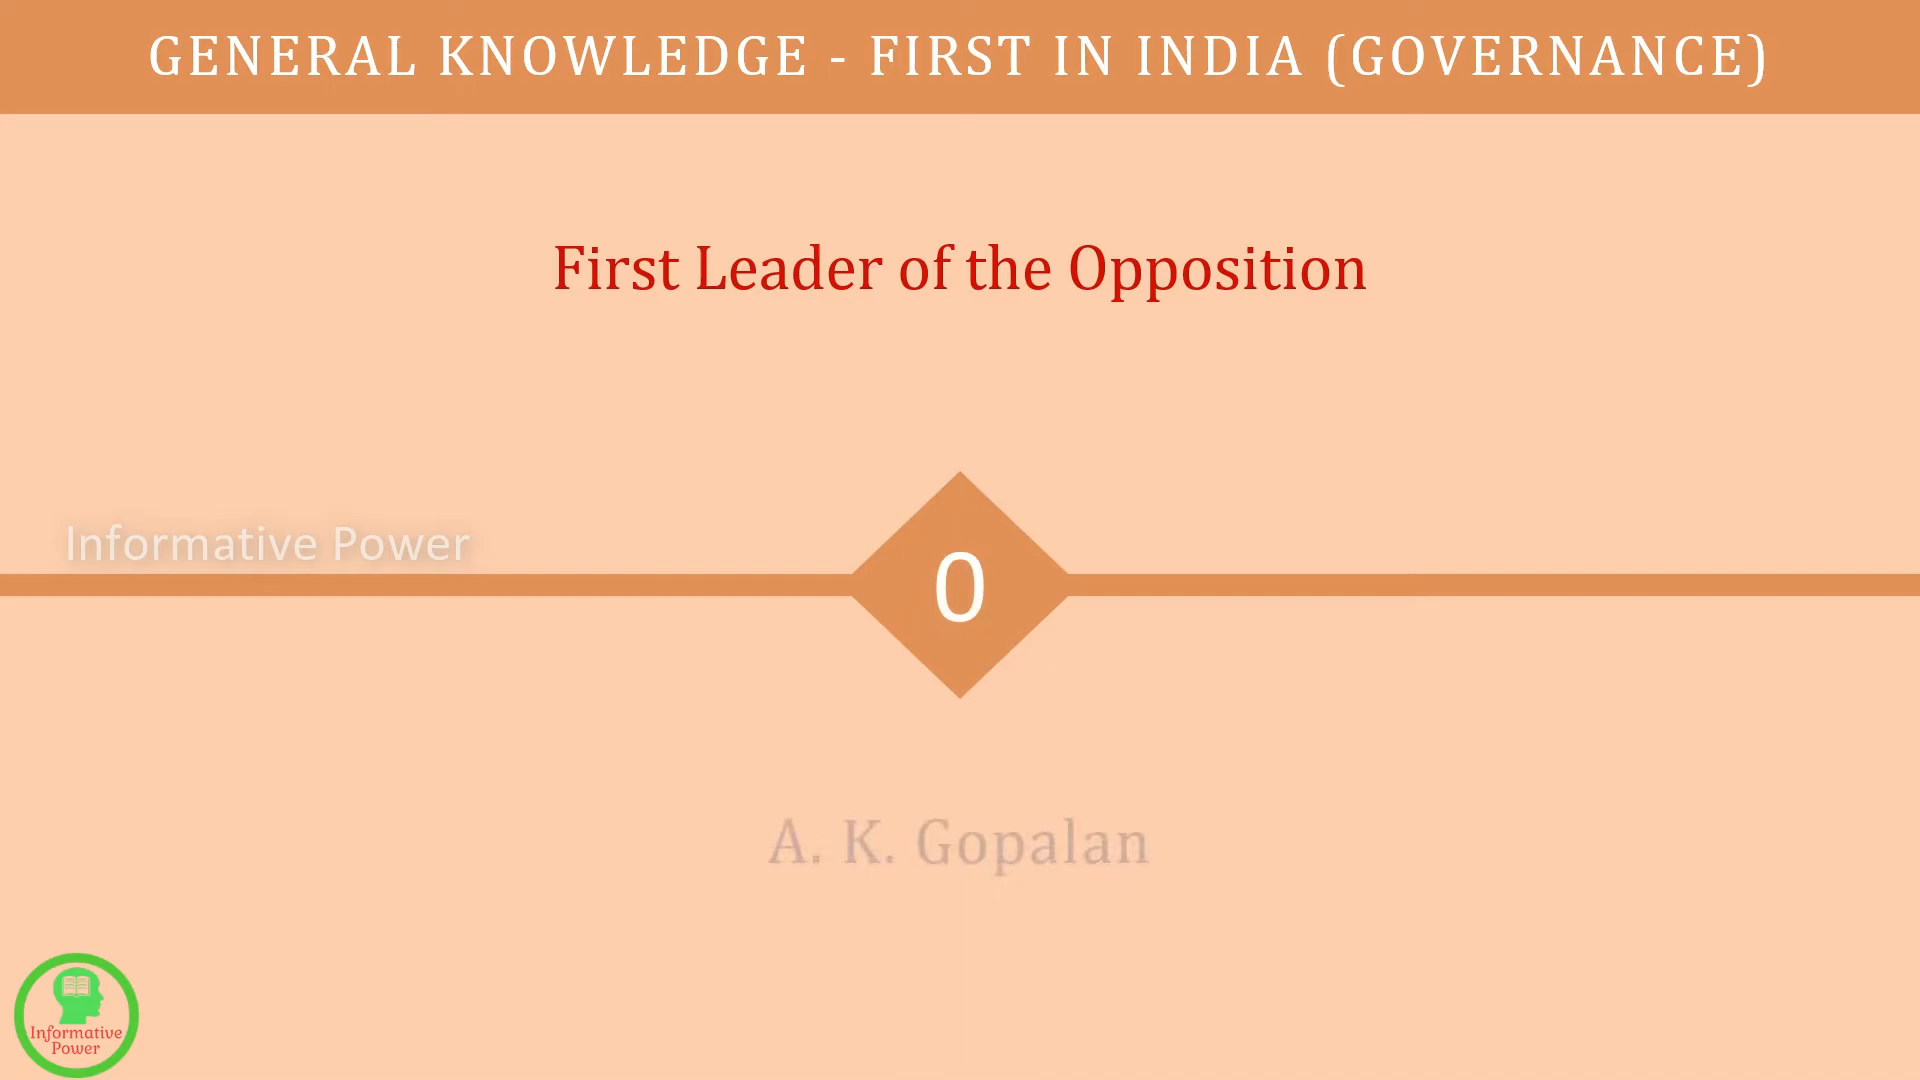 GENERAL KNOWLEDGE - FIRST IN INDIA (GOVERNANCE)
First Leader of the Opposition
Informative Power
0
A. K. Gopalan
Informative
Power